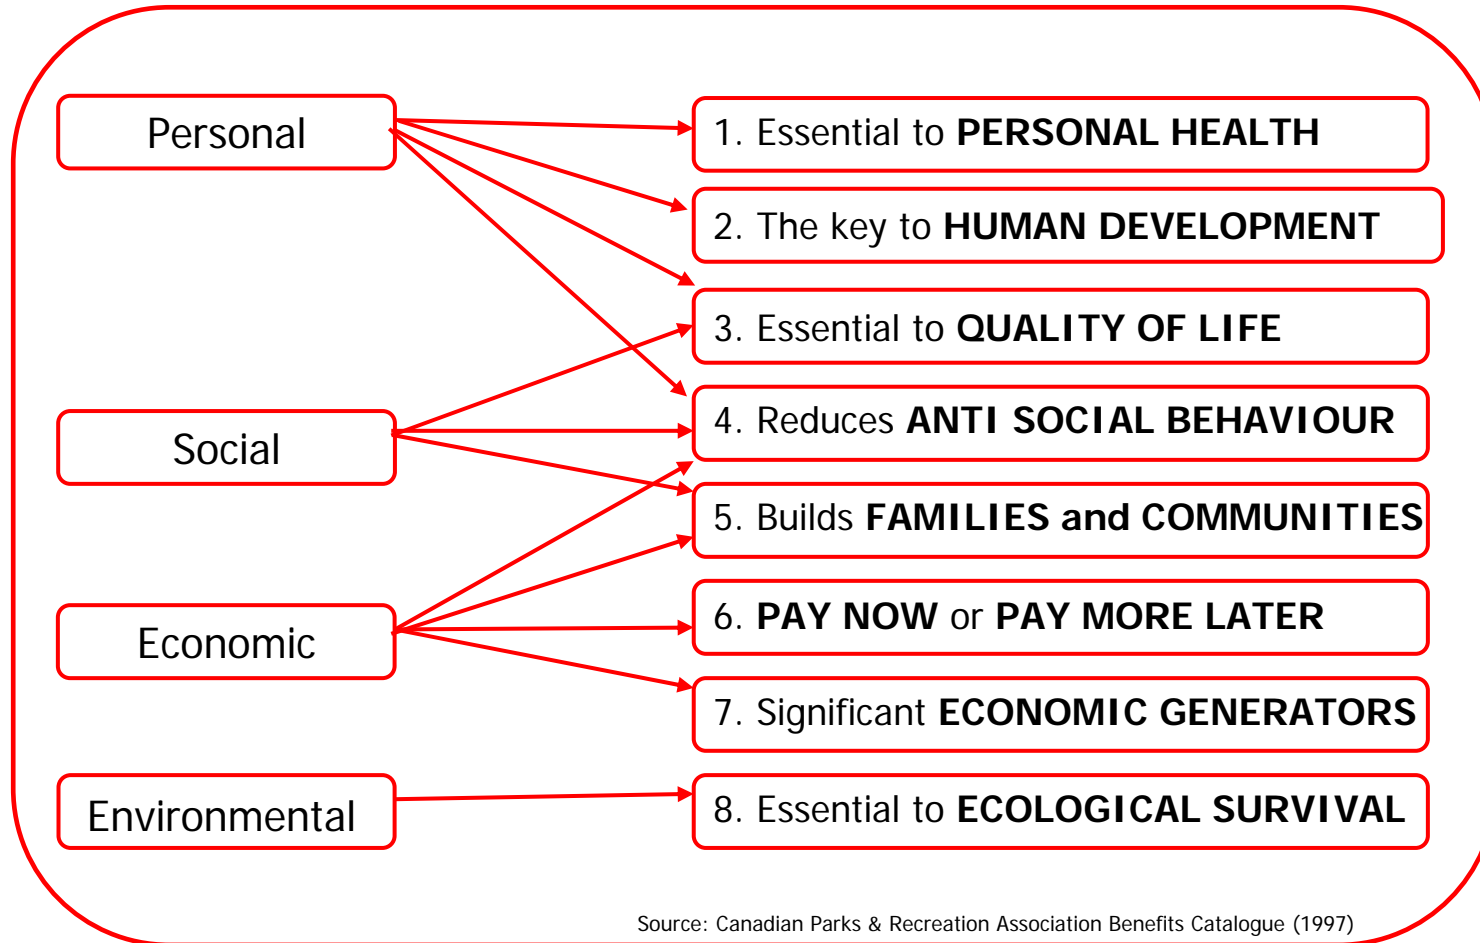 Personal
1. Essential to PERSONAL HEALTH
2. The key to HUMAN DEVELOPMENT
3. Essential to QUALITY OF LIFE
Social
4. Reduces ANTI SOCIAL BEHAVIOUR
5. Builds FAMILIES and COMMUNITIES
Economic
6. PAY NOW or PAY MORE LATER
7. Significant ECONOMIC GENERATORS
Environmental
8. Essential to ECOLOGICAL SURVIVAL
Source: Canadian Parks & Recreation Association Benefits Catalogue (1997)